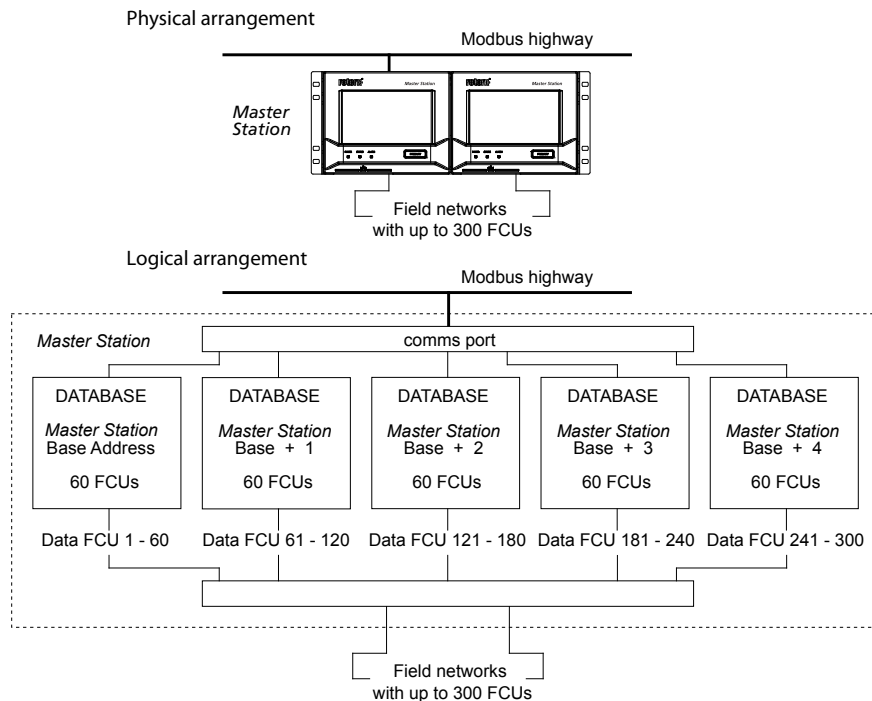 Physical arrangement
Modbus highway
rotork
Master Station
rotork
Master Station
Master
Station
Field networks
with up to 300 FCUs
Logical arrangement
Modbus highway
Master Station
comms port
DATABASE
Master Station
Base Address
60 FCUs
DATABASE
Master Station
Base + 1
60 FCUs
DATABASE
Master Station
Base + 2
60 FCUs
DATABASE
Master Station
Base + 3
60 FCUs
DATABASE
Master Station
Base + 4
60 FCUs
Data FCU 1 - 60
Data FCU 61 - 120
Data FCU 121 - 180
Data FCU 181 - 240
Data FCU 241 - 300
Field networks
with up to 300 FCUs